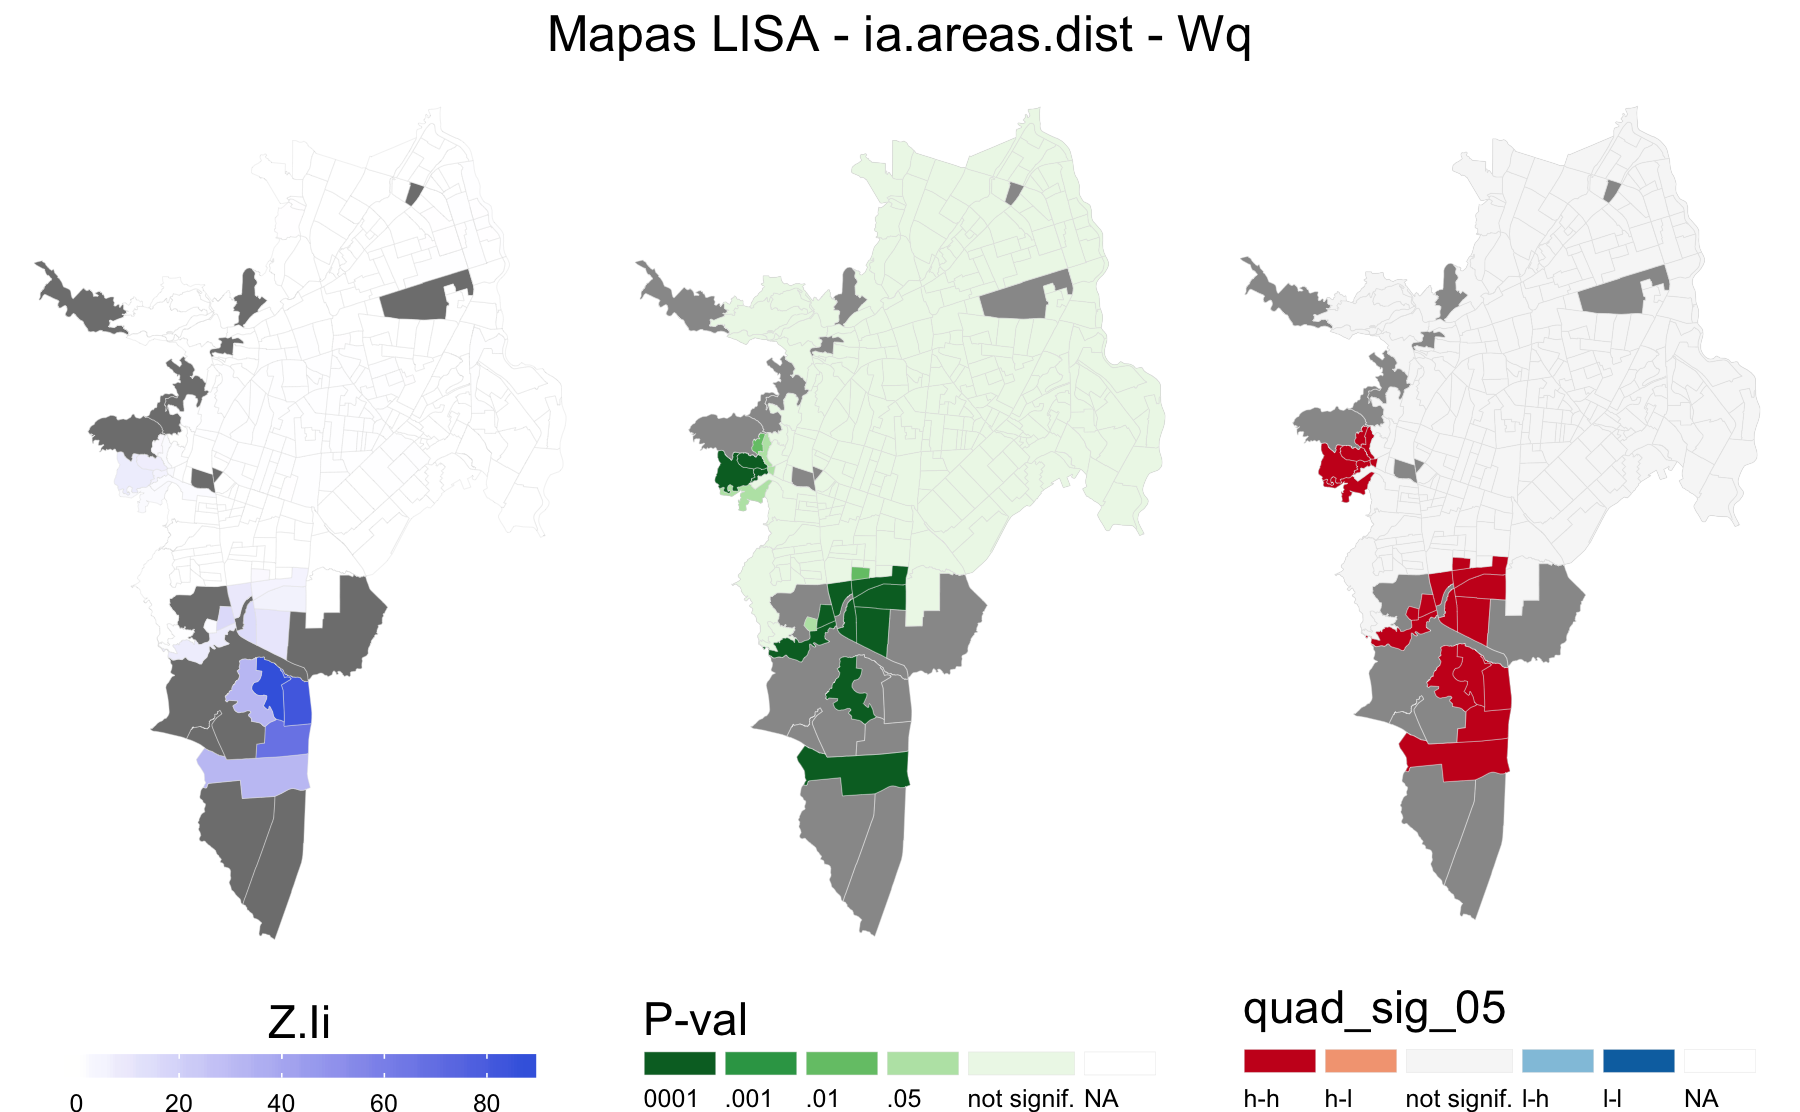 Mapas LISA - ia.areas.dist - Wq
Z.Ii
0 20 40 60 80
P-val
0001 .001 .01 .05 not signif. NA
quad_sig_05
h-h h-l not signif. l-h l-l NA